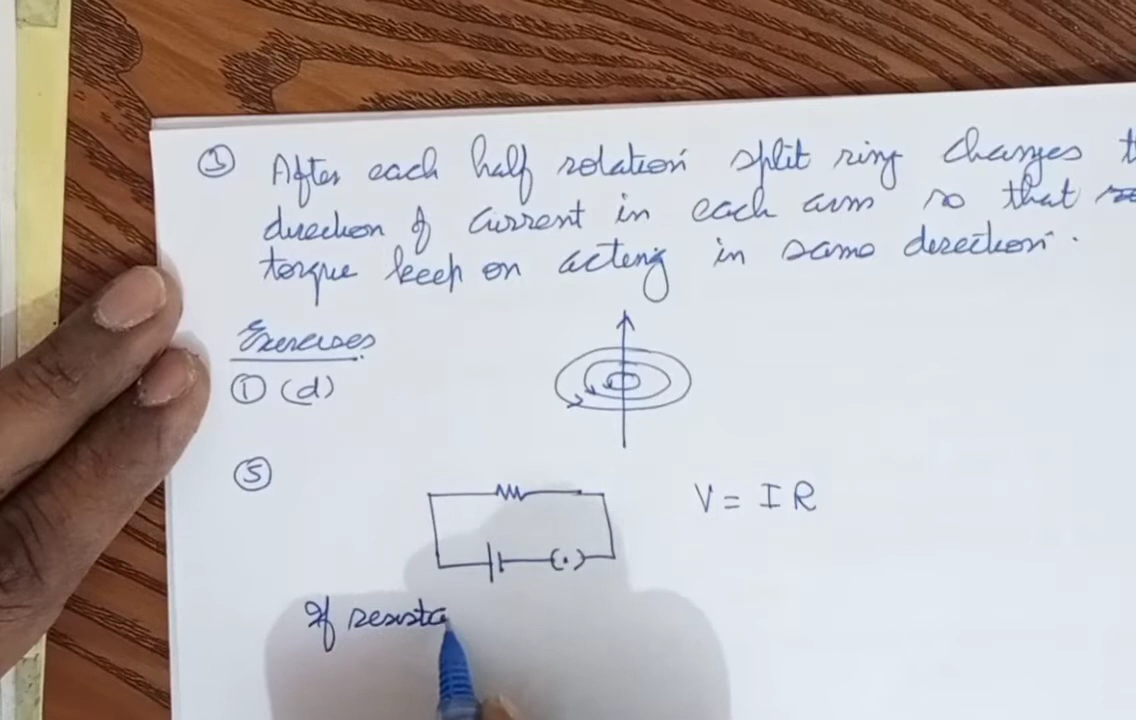 ③ After each half rotation split ring changes t
direction of current in each arm so that
torque keep on acting in same direction.
Exercises
① (d)
⑤
V = IR
If resista